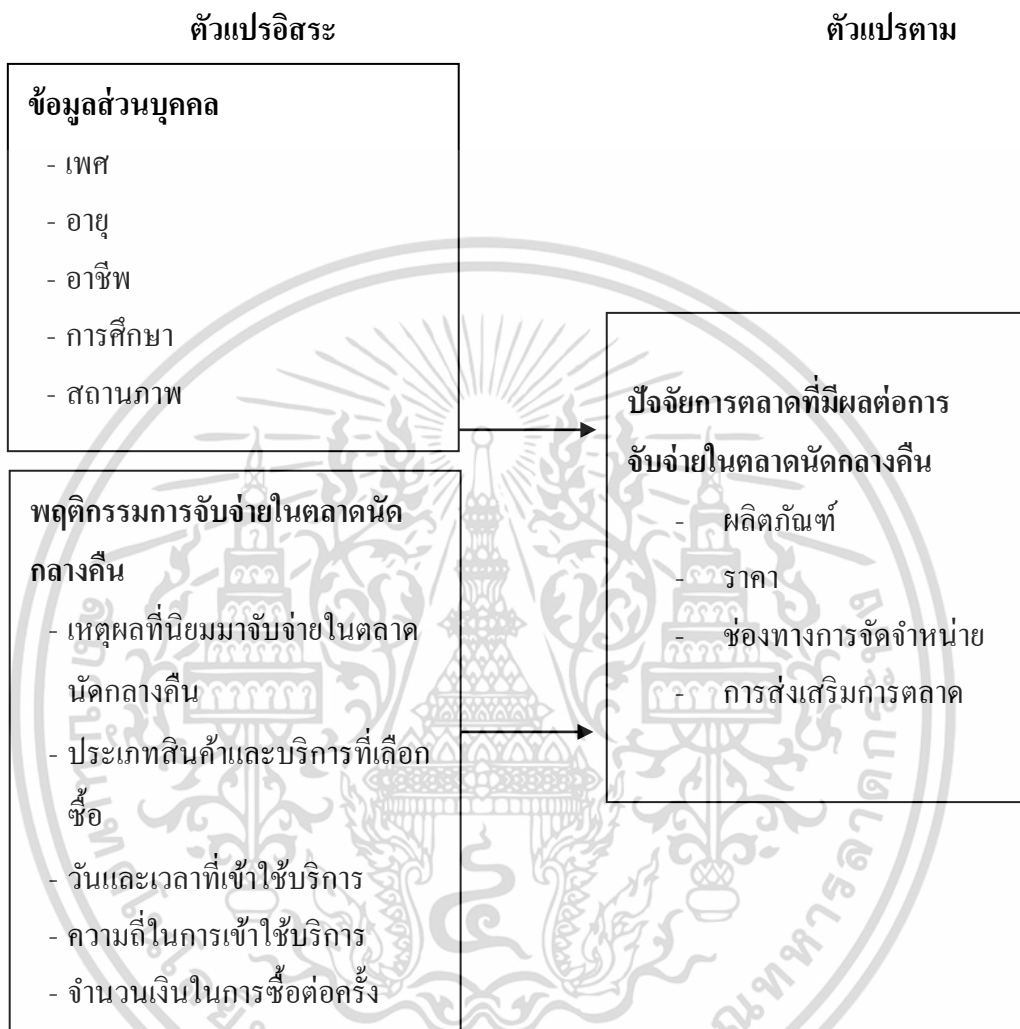 ตัวแปรอิสระ
ตัวแปรตาม
ข้อมูลส่วนบุคคล
- เพศ
- อายุ
- อาชีพ
- การศึกษา
- สถานภาพ
พฤติกรรมการจับจ่ายในตลาดนัด
กลางคืน
- เหตุผลที่นิยมมาจับจ่ายในตลาด
นัดกลางคืน
- ประเภทสินค้าและบริการที่เลือก
ซื้อ
- วันและเวลาที่เข้าใช้บริการ
- ความถี่ในการเข้าใช้บริการ
- จำนวนเงินในการซื้อต่อครั้ง
ปัจจัยการตลาดที่มีผลต่อการ
จับจ่ายในตลาดนัดกลางคืน
- ผลิตภัณฑ์
- ราคา
- ช่องทางการจัดจำหน่าย
- การส่งเสริมการตลาด